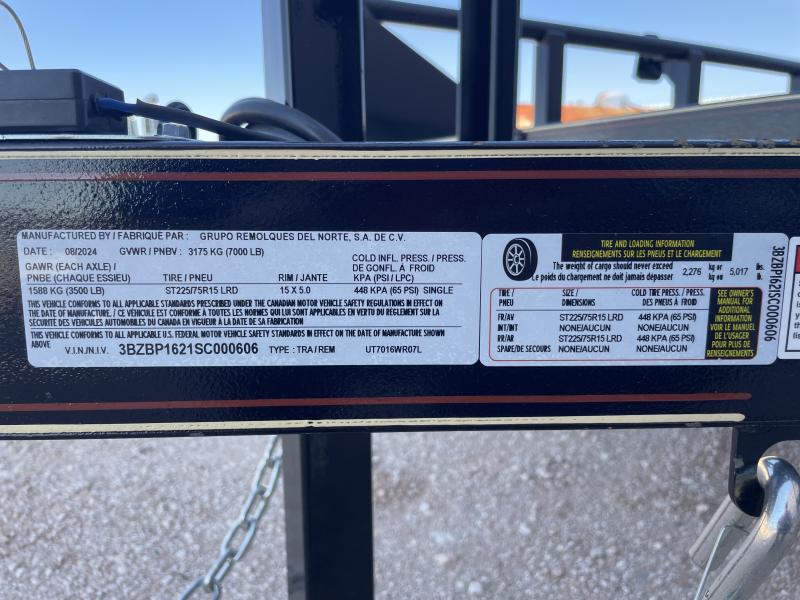 MANUFACTURED BY / FABRIQUE PAR : GRUPO REMOLQUES DEL NORTE, S.A. DE C.V.
DATE : 08/2024 GVWR / PNBV : 3175 KG (7000 LB)
GAWR (EACH AXLE) /
PNBE (CHAQUE ESSIEU) TIRE / PNEU RIM / JANTE
COLD INFL. PRESS. / PRESS.
DE GONFL. À FROID
KPA (PSI / LPC)
1588 KG (3500 LB) ST225/75R15 LRD 15 X 5.0 448 KPA (65 PSI) SINGLE
THIS VEHICLE CONFORMS TO ALL APPLICABLE STANDARDS PRESCRIBED UNDER THE CANADIAN MOTOR VEHICLE SAFETY REGULATIONS IN EFFECT ON
THE DATE OF MANUFACTURE. / CE VÉHICULE EST CONFORME À TOUTES LES NORMES QUI LUI SONT APPLICABLES EN VERTU DU RÈGLEMENT SUR LA
SÉCURITÉ DES VÉHICULES AUTOMOBILES DU CANADA EN VIGUEUR À LA DATE DE SA FABRICATION
THIS VEHICLE CONFORMS TO ALL APPLICABLE U.S. FEDERAL MOTOR VEHICLE SAFETY STANDARDS IN EFFECT ON THE DATE OF MANUFACTURE SHOWN
ABOVE
V.I.N./N.I.V. 3BZBP1621SC000606 TYPE : TRA / REM UT7016WR07L
TIRE AND LOADING INFORMATION
RENSEIGNEMENTS SUR LES PNEUS ET LE CHARGEMENT
The weight of cargo should never exceed
Le poids du chargement ne doit jamais dépasser
2,276 kg or kg ou 5,017 lbs.
TIRE / PNEU SIZE / DIMENSIONS COLD TIRE PRESS. / DES PNEUS À FROID
FR/AV ST225/75R15 LRD 448 KPA (65 PSI)
INT/INT NONE/AUCUN NONE/AUCUN
RR/AR ST225/75R15 LRD 448 KPA (65 PSI)
SPARE/DE SECOURS NONE/AUCUN NONE/AUCUN
SEE OWNER'S
MANUAL FOR
ADDITIONAL
INFORMATION
VOIR LE MANUEL
DE L'USAGER
POUR PLUS DE
RENSEIGNEMENTS
3BZBP1621SC000606